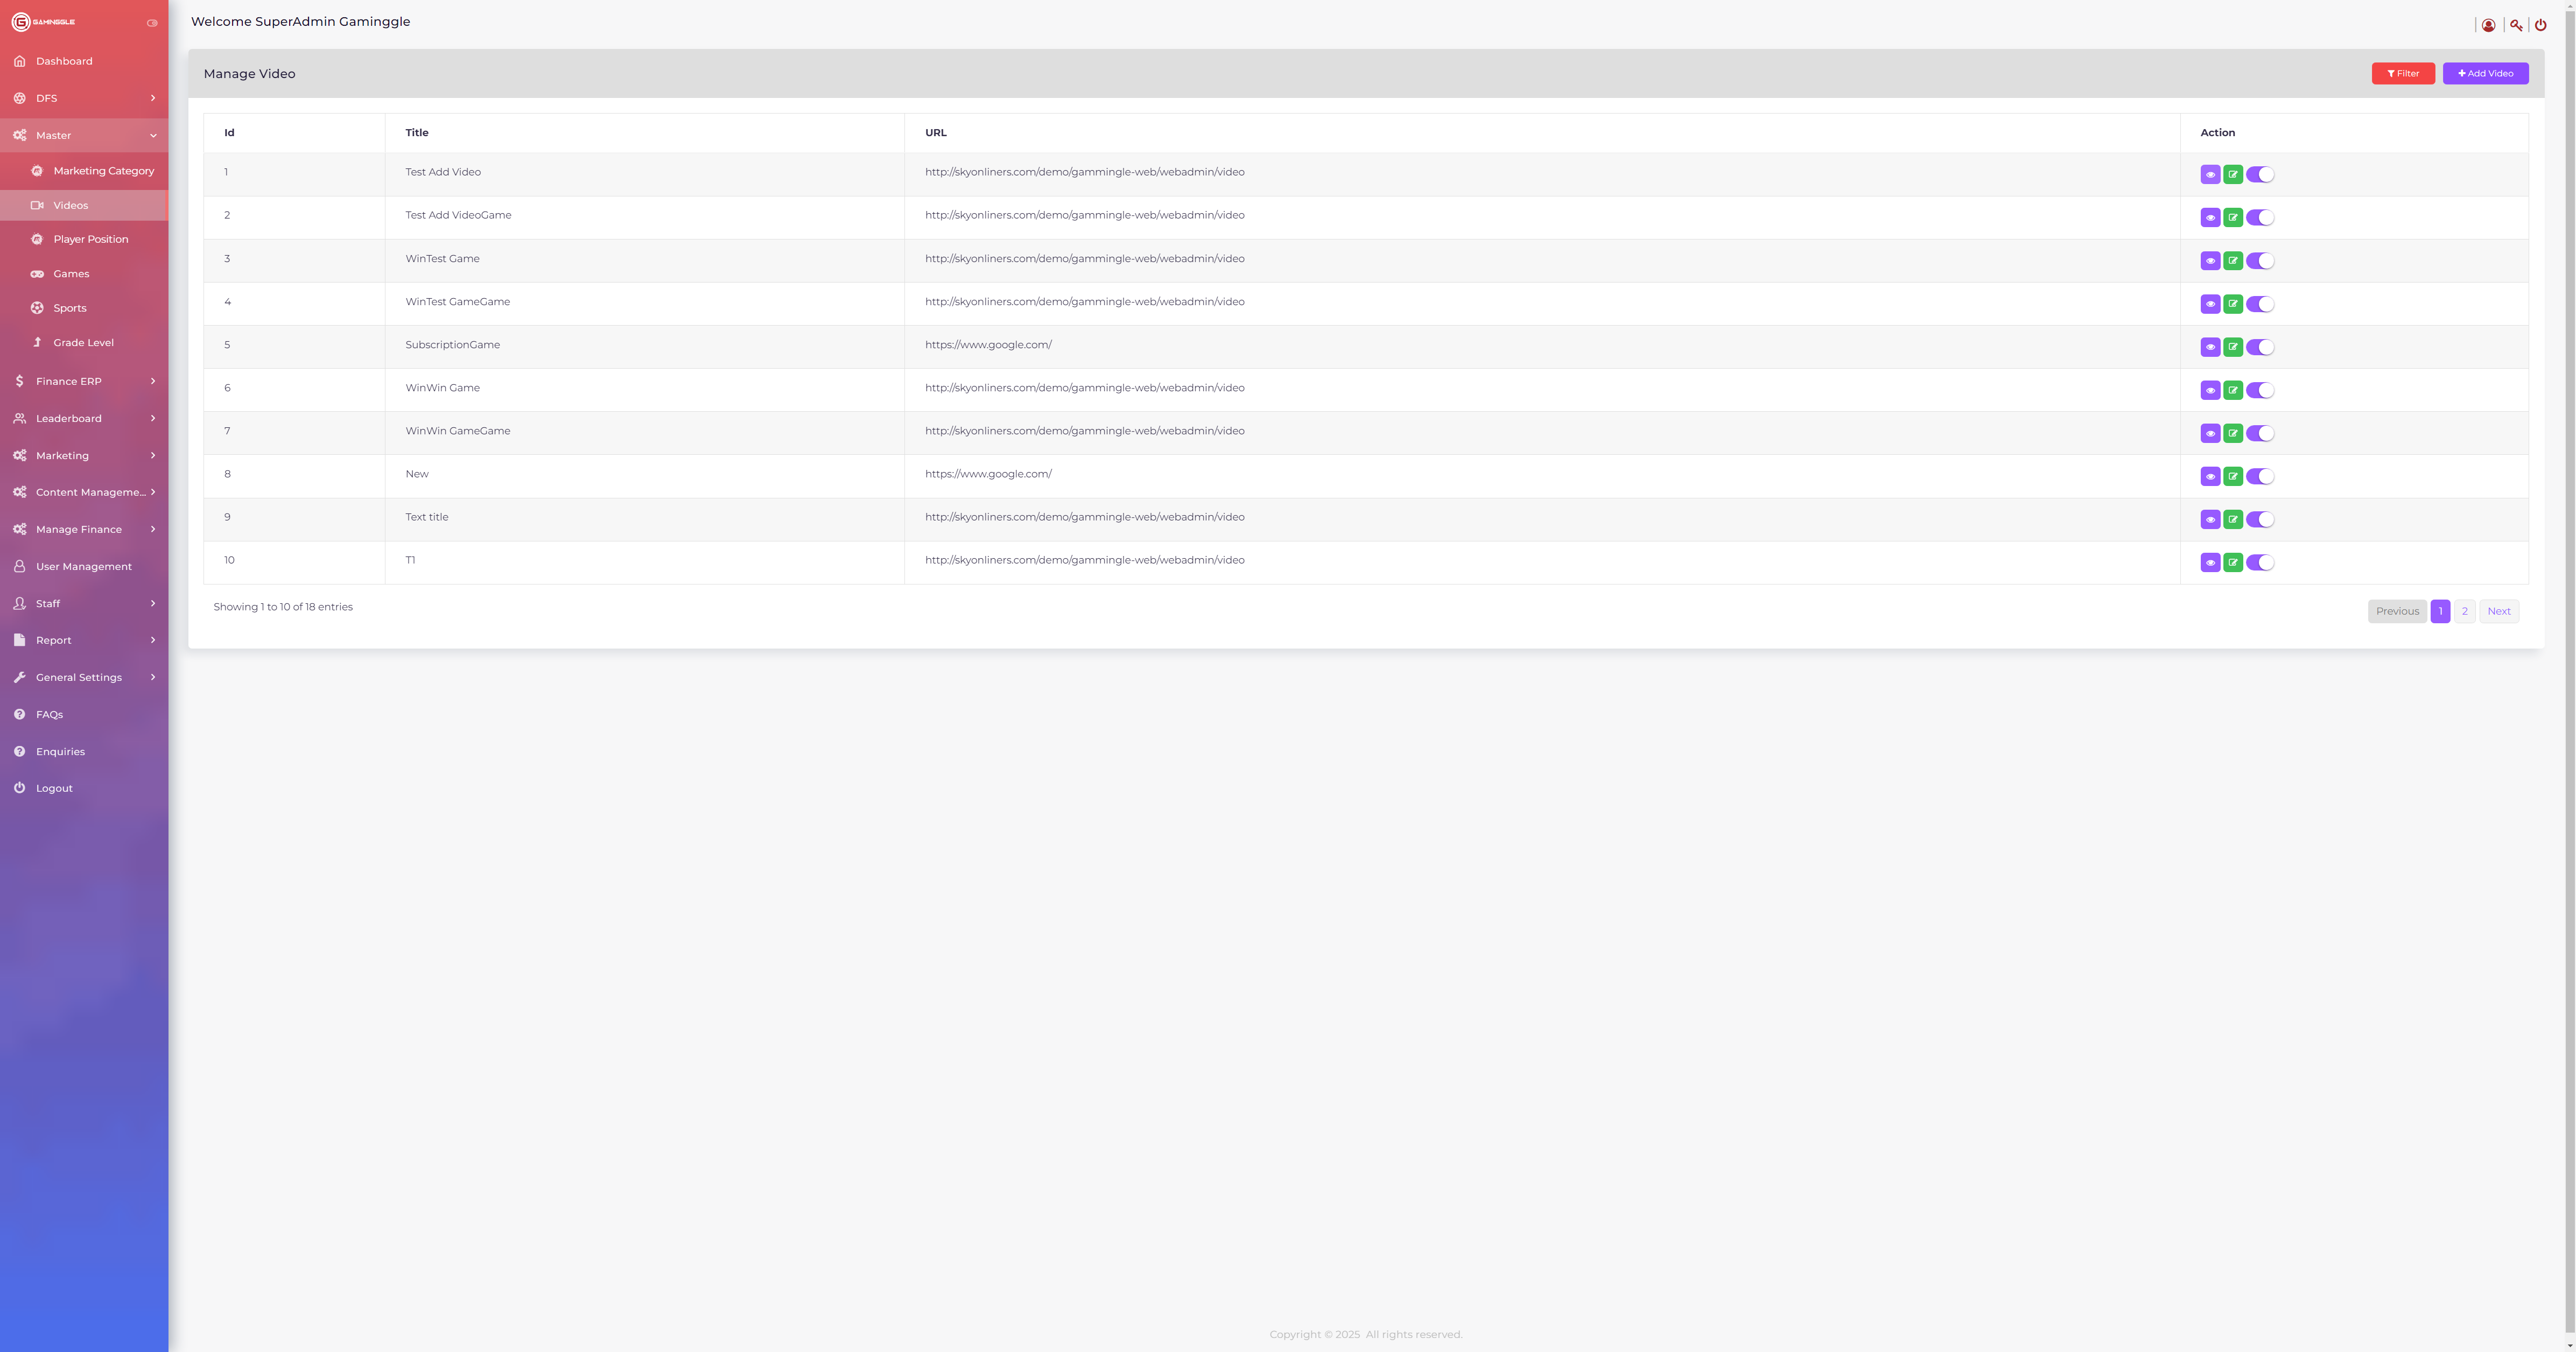 GAMINGGLE
Welcome SuperAdmin Gaminggle
Dashboard
DFS
Master
Marketing Category
Videos
Player Position
Games
Sports
Grade Level
Finance ERP
Leaderboard
Marketing
Content Manageme...
Manage Finance
User Management
Staff
Report
General Settings
FAQs
Enquiries
Logout
Manage Video
Filter
Add Video
Id Title URL Action
1 Test Add Video http://skyonliners.com/demo/gammingle-web/webadmin/video
2 Test Add VideoGame http://skyonliners.com/demo/gammingle-web/webadmin/video
3 WinTest Game http://skyonliners.com/demo/gammingle-web/webadmin/video
4 WinTest GameGame http://skyonliners.com/demo/gammingle-web/webadmin/video
5 SubscriptionGame https://www.google.com/
6 WinWin Game http://skyonliners.com/demo/gammingle-web/webadmin/video
7 WinWin GameGame http://skyonliners.com/demo/gammingle-web/webadmin/video
8 New https://www.google.com/
9 Text title http://skyonliners.com/demo/gammingle-web/webadmin/video
10 T1 http://skyonliners.com/demo/gammingle-web/webadmin/video
Showing 1 to 10 of 18 entries
Previous 1 2 Next
Copyright © 2025 All rights reserved.